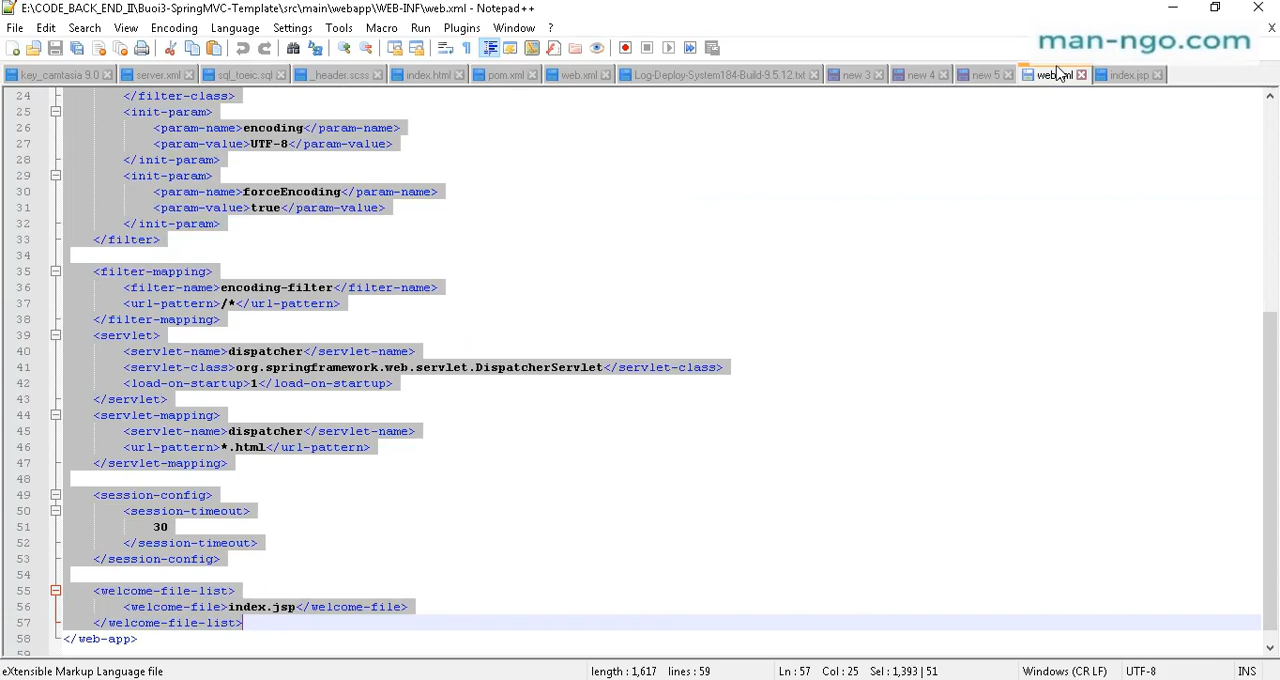 E:\CODE_BACK_END_II\Buoi3-SpringMVC-Template\src\main\webapp\WEB-INF\web.xml - Notepad++
File Edit Search View Encoding Language Settings Tools Macro Run Plugins Window ? X
man-ngo.com
key_camtasia 9.0 server.xml sql_toeic.sql _header.scss index.html pom.xml web.xml Log-Deploy-System184-Build-9.5.12.txt new 3 new 4 new 5 web.xml index.jsp
24 </filter-class>
25 <init-param>
26 <param-name>encoding</param-name>
27 <param-value>UTF-8</param-value>
28 </init-param>
29 <init-param>
30 <param-name>forceEncoding</param-name>
31 <param-value>true</param-value>
32 </init-param>
33 </filter>
34
35 <filter-mapping>
36 <filter-name>encoding-filter</filter-name>
37 <url-pattern>/*</url-pattern>
38 </filter-mapping>
39 <servlet>
40 <servlet-name>dispatcher</servlet-name>
41 <servlet-class>org.springframework.web.servlet.DispatcherServlet</servlet-class>
42 <load-on-startup>1</load-on-startup>
43 </servlet>
44 <servlet-mapping>
45 <servlet-name>dispatcher</servlet-name>
46 <url-pattern>*.html</url-pattern>
47 </servlet-mapping>
48
49 <session-config>
50 <session-timeout>
51 30
52 </session-timeout>
53 </session-config>
54
55 <welcome-file-list>
56 <welcome-file>index.jsp</welcome-file>
57 </welcome-file-list>
58 </web-app>
59
eXtensible Markup Language file length : 1,617 lines : 59 Ln : 57 Col : 25 Sel : 1,393 | 51 Windows (CR LF) UTF-8 INS